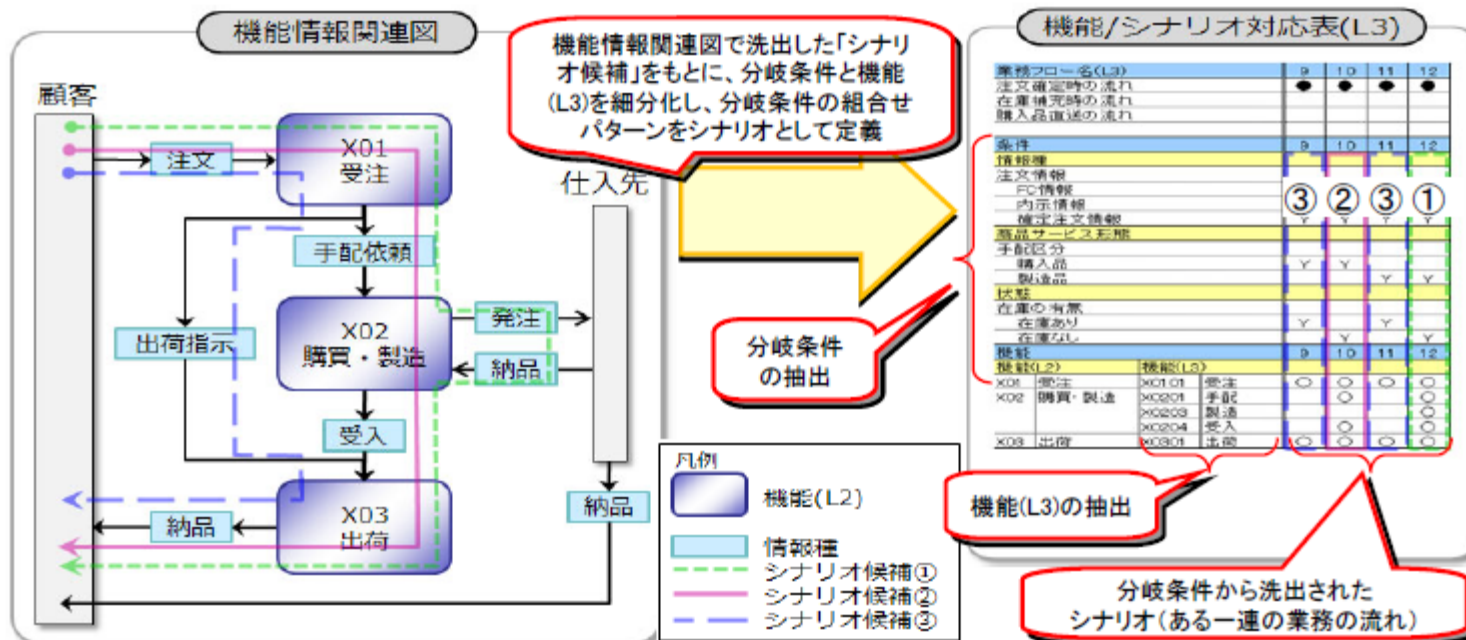 機能情報関連図
顧客
注文
X01
受注
手配依頼
出荷指示
X02
購買・製造
発注
納品
受入
X03
出荷
納品
仕入先
納品
機能情報関連図で洗出した「シナリ
オ候補」をもとに、分岐条件と機能
(L3)を細分化し、分岐条件の組合せ
パターンをシナリオとして定義
分岐条件
の抽出
凡例
機能(L2)
情報種
シナリオ候補①
シナリオ候補②
シナリオ候補③
機能/シナリオ対応表(L3)
業務フロー名(L3) 9 10 11 12
注文確定時の流れ ● ● ● ●
在庫補充時の流れ
購入品直送の流れ
条件 9 10 11 12
情報種
注文情報
FC情報 ③ ② ③ ①
内示情報
確定注文情報 Y Y Y Y
商品サービス形態
手配区分
購入品 Y Y
製造品 Y Y
状態
在庫の有無
在庫あり Y Y
在庫なし Y Y
機能 9 10 11 12
機能(L2) 機能(L3)
X01 受注 X0101 受注 ○ ○ ○ ○
X02 購買・製造 X0201 手配 ○ ○
X0203 製造 ○
X0204 受入 ○ ○
X03 出荷 X0301 出荷 ○ ○ ○ ○
機能(L3)の抽出
分岐条件から洗出された
シナリオ(ある一連の業務の流れ)